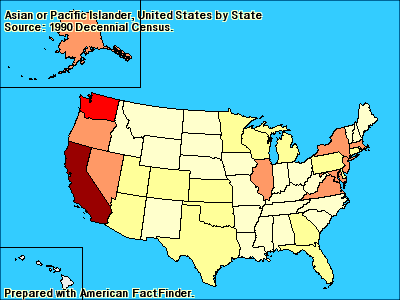 Asian or Pacific Islander, United States by State
Source: 1990 Decennial Census.
Prepared with American FactFinder.